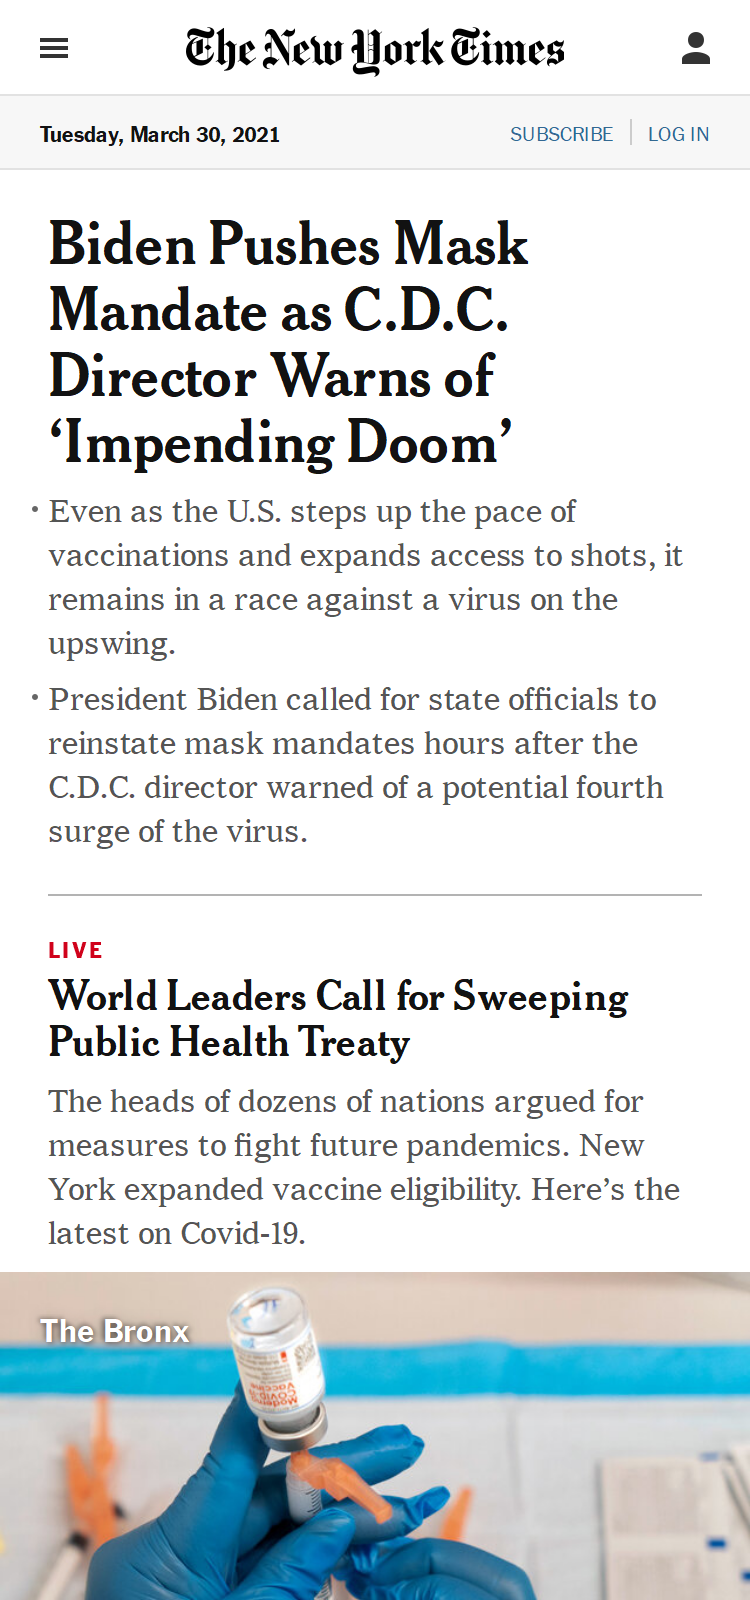 The New York Times
Tuesday, March 30, 2021
SUBSCRIBE
LOG IN
Biden Pushes Mask
Mandate as C.D.C.
Director Warns of
‘Impending Doom’
• Even as the U.S. steps up the pace of
vaccinations and expands access to shots, it
remains in a race against a virus on the
upswing.
• President Biden called for state officials to
reinstate mask mandates hours after the
C.D.C. director warned of a potential fourth
surge of the virus.
LIVE
World Leaders Call for Sweeping
Public Health Treaty
The heads of dozens of nations argued for
measures to fight future pandemics. New
York expanded vaccine eligibility. Here’s the
latest on Covid-19.
The Bronx
Moderna
COVID-19
Vaccine